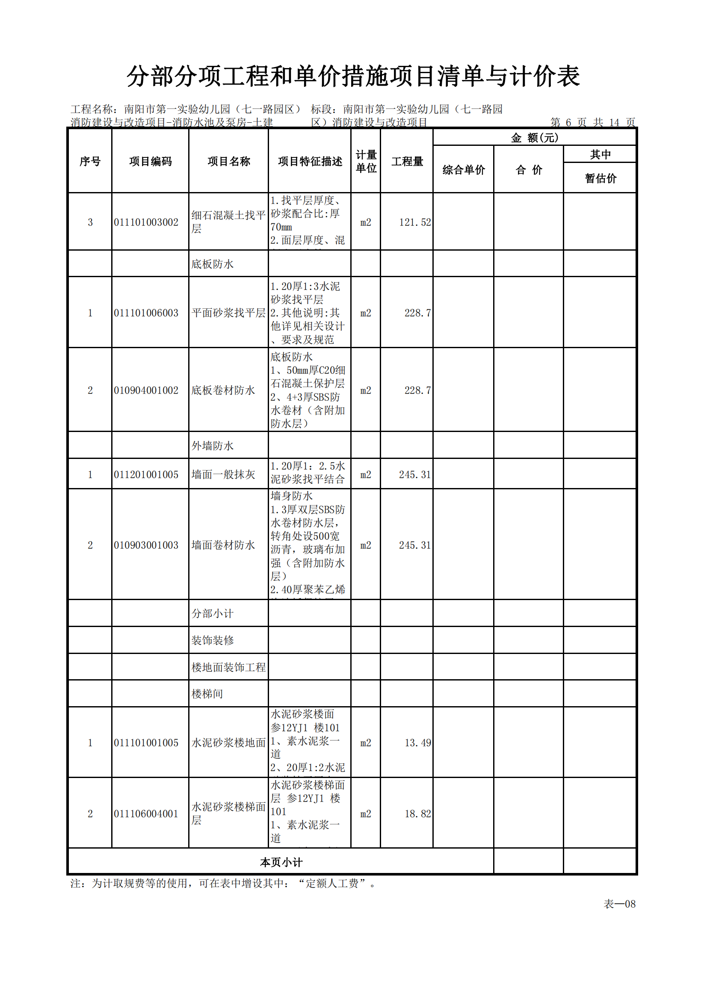 分部分项工程和单价措施项目清单与计价表
工程名称：南阳市第一实验幼儿园（七一路园区）
消防建设与改造项目-消防水池及泵房-土建
标段：南阳市第一实验幼儿园（七一路园
区）消防建设与改造项目
第 6 页 共 14 页
序号
项目编码
项目名称
项目特征描述
计量
单位
工程量
金 额(元)
综合单价
合 价
其中
暂估价
3
011101003002
细石混凝土找平
层
1.找平层厚度、
砂浆配合比:厚
70mm
2.面层厚度、混
m2
121.52
底板防水
1
011101006003
平面砂浆找平层
1.20厚1:3水泥
砂浆找平层
2.其他说明:其
他详见相关设计
、要求及规范
m2
228.7
2
010904001002
底板卷材防水
底板防水
1、50mm厚C20细
石混凝土保护层
2、4+3厚SBS防
水卷材（含附加
防水层）
m2
228.7
外墙防水
1
011201001005
墙面一般抹灰
1.20厚1：2.5水
泥砂浆找平结合
m2
245.31
2
010903001003
墙面卷材防水
墙身防水
1.3厚双层SBS防
水卷材防水层，
转角处设500宽
沥青，玻璃布加
强（含附加防水
层）
2.40厚聚苯乙烯
m2
245.31
分部小计
装饰装修
楼地面装饰工程
楼梯间
1
011101001005
水泥砂浆楼地面
水泥砂浆楼面
参12YJ1 楼101
1、素水泥浆一
道
2、20厚1:2水泥
m2
13.49
2
011106004001
水泥砂浆楼梯面
层
水泥砂浆楼梯面
层 参12YJ1 楼
101
1、素水泥浆一
道
m2
18.82
本页小计
注：为计取规费等的使用，可在表中增设其中：“定额人工费”。
表—08